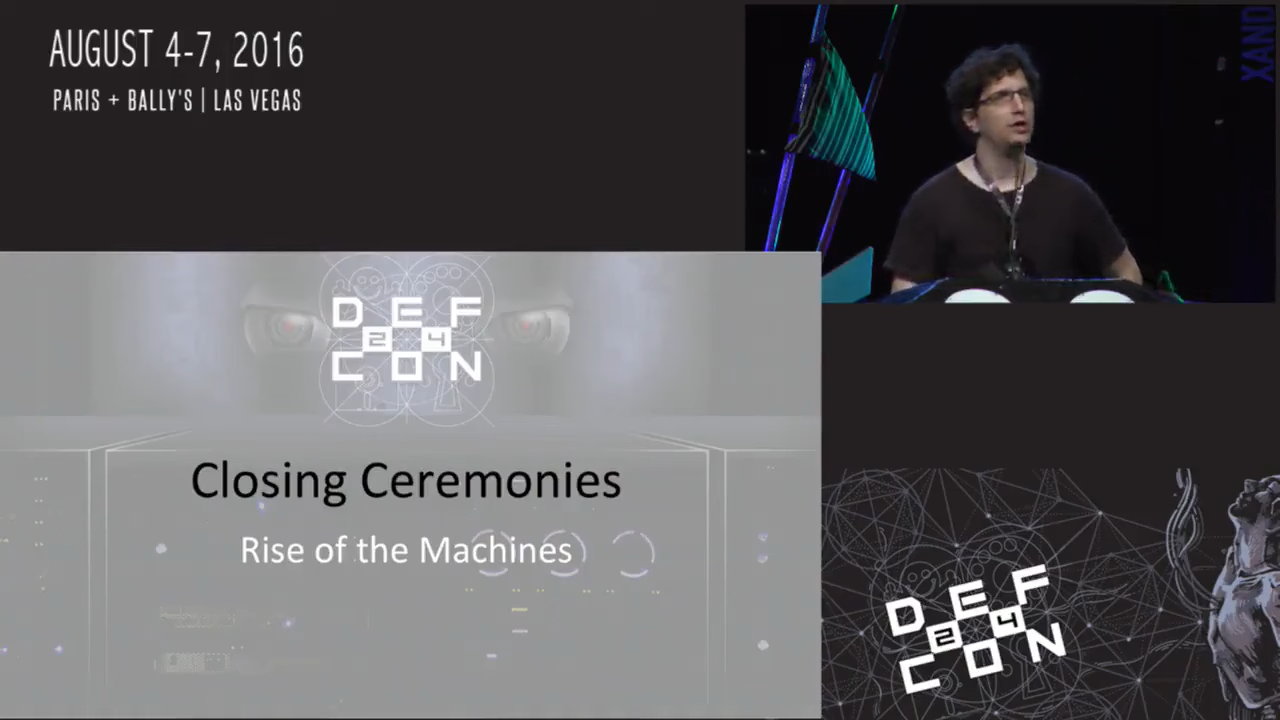 AUGUST 4-7, 2016
PARIS + BALLY'S | LAS VEGAS
XAND
DEF
24
CON
Closing Ceremonies
Rise of the Machines
DEF
24
CON